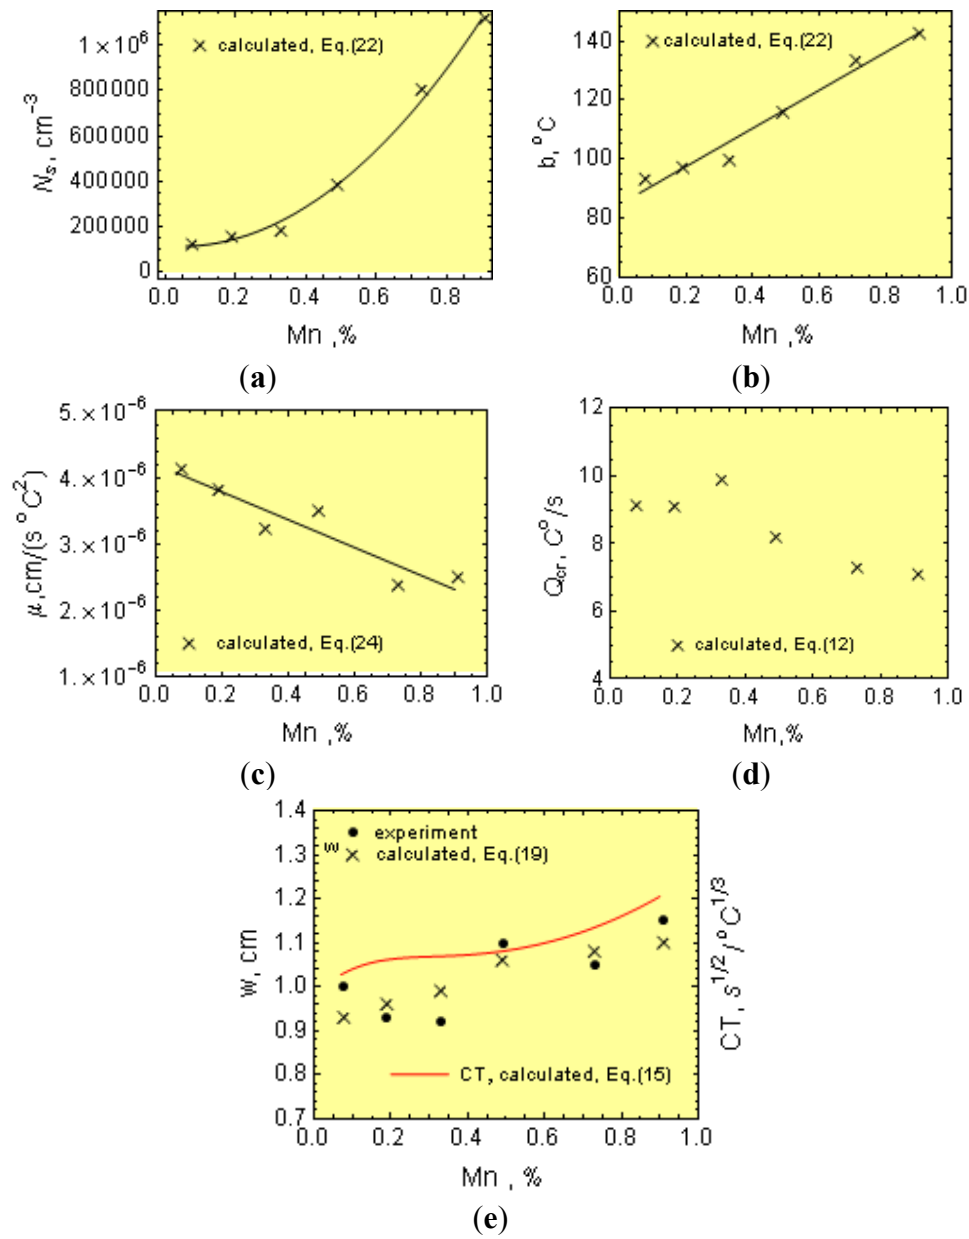 1×10⁶
800000
600000
400000
200000
0
Nₛ, cm⁻³
× calculated, Eq.(22)
0.0 0.2 0.4 0.6 0.8
Mn ,%
(a)
140
120
100
80
60
b,°C
× calculated, Eq.(22)
0.0 0.2 0.4 0.6 0.8 1.0
Mn ,%
(b)
5.×10⁻⁶
4.×10⁻⁶
3.×10⁻⁶
2.×10⁻⁶
1.×10⁻⁶
μ,cm/(s °C²)
× calculated, Eq.(24)
0.0 0.2 0.4 0.6 0.8 1.0
Mn ,%
(c)
12
10
8
6
4
Q_cr, C°/s
× calculated, Eq.(12)
0.0 0.2 0.4 0.6 0.8 1.0
Mn,%
(d)
1.4
1.3
1.2
1.1
1.0
0.9
0.8
0.7
w, cm
w
● experiment
× calculated, Eq.(19)
CT, calculated, Eq.(15)
CT, s^1/2/°C^1/3
0.0 0.2 0.4 0.6 0.8 1.0
Mn , %
(e)